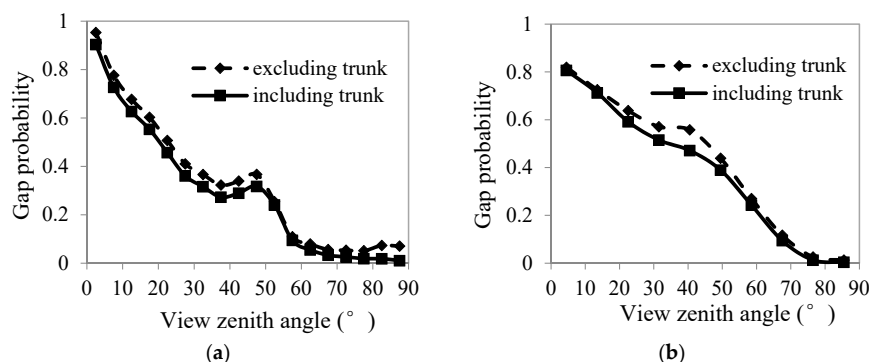 1
0.8
0.6
0.4
0.2
0
Gap probability
excluding trunk
including trunk
0 10 20 30 40 50 60 70 80 90
View zenith angle (°)
(a)
1
0.8
0.6
0.4
0.2
0
Gap probability
excluding trunk
including trunk
0 10 20 30 40 50 60 70 80 90
View zenith angle (°)
(b)